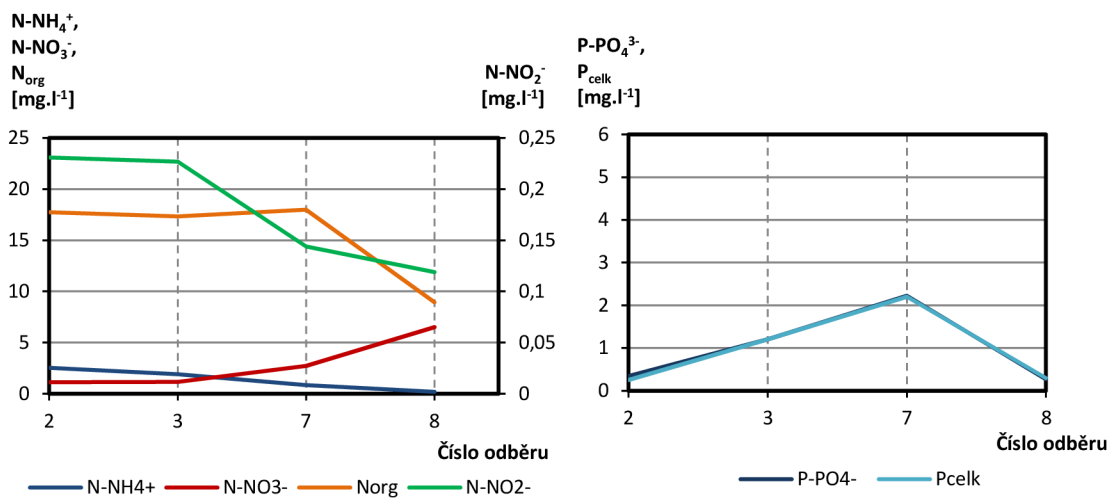 N-NH₄⁺,
N-NO₃⁻,
Norg
[mg.l⁻¹]
N-NO₂⁻
[mg.l⁻¹]
25
20
15
10
5
0
0,25
0,2
0,15
0,1
0,05
0
2 3 7 8
Číslo odběru
N-NH4+ N-NO3- Norg N-NO2-
P-PO₄³⁻,
Pcelk
[mg.l⁻¹]
6
5
4
3
2
1
0
2 3 7 8
Číslo odběru
P-PO4- Pcelk